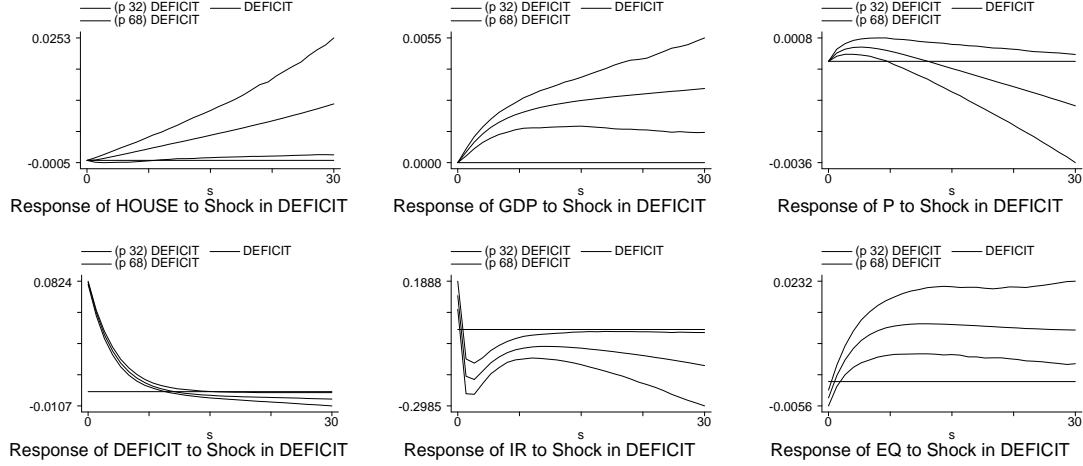 (p 32) DEFICIT DEFICIT
(p 68) DEFICIT
0.0253
-0.0005
0 30
s
Response of HOUSE to Shock in DEFICIT
(p 32) DEFICIT DEFICIT
(p 68) DEFICIT
0.0055
0.0000
0 30
s
Response of GDP to Shock in DEFICIT
(p 32) DEFICIT DEFICIT
(p 68) DEFICIT
0.0008
-0.0036
0 30
s
Response of P to Shock in DEFICIT
(p 32) DEFICIT DEFICIT
(p 68) DEFICIT
0.0824
-0.0107
0 30
s
Response of DEFICIT to Shock in DEFICIT
(p 32) DEFICIT DEFICIT
(p 68) DEFICIT
0.1888
-0.2985
0 30
s
Response of IR to Shock in DEFICIT
(p 32) DEFICIT DEFICIT
(p 68) DEFICIT
0.0232
-0.0056
0 30
s
Response of EQ to Shock in DEFICIT